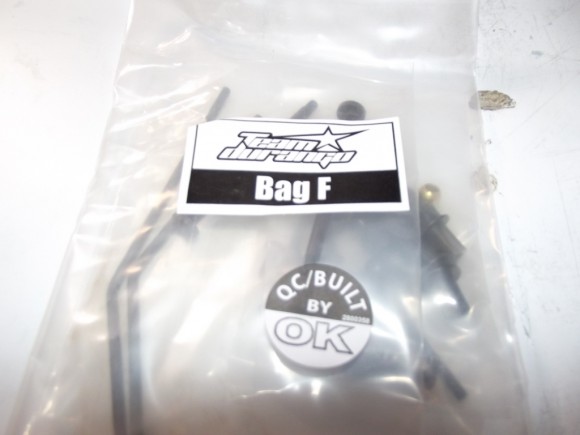 Team
durango
Bag F
QC/BUILT
BY
OK